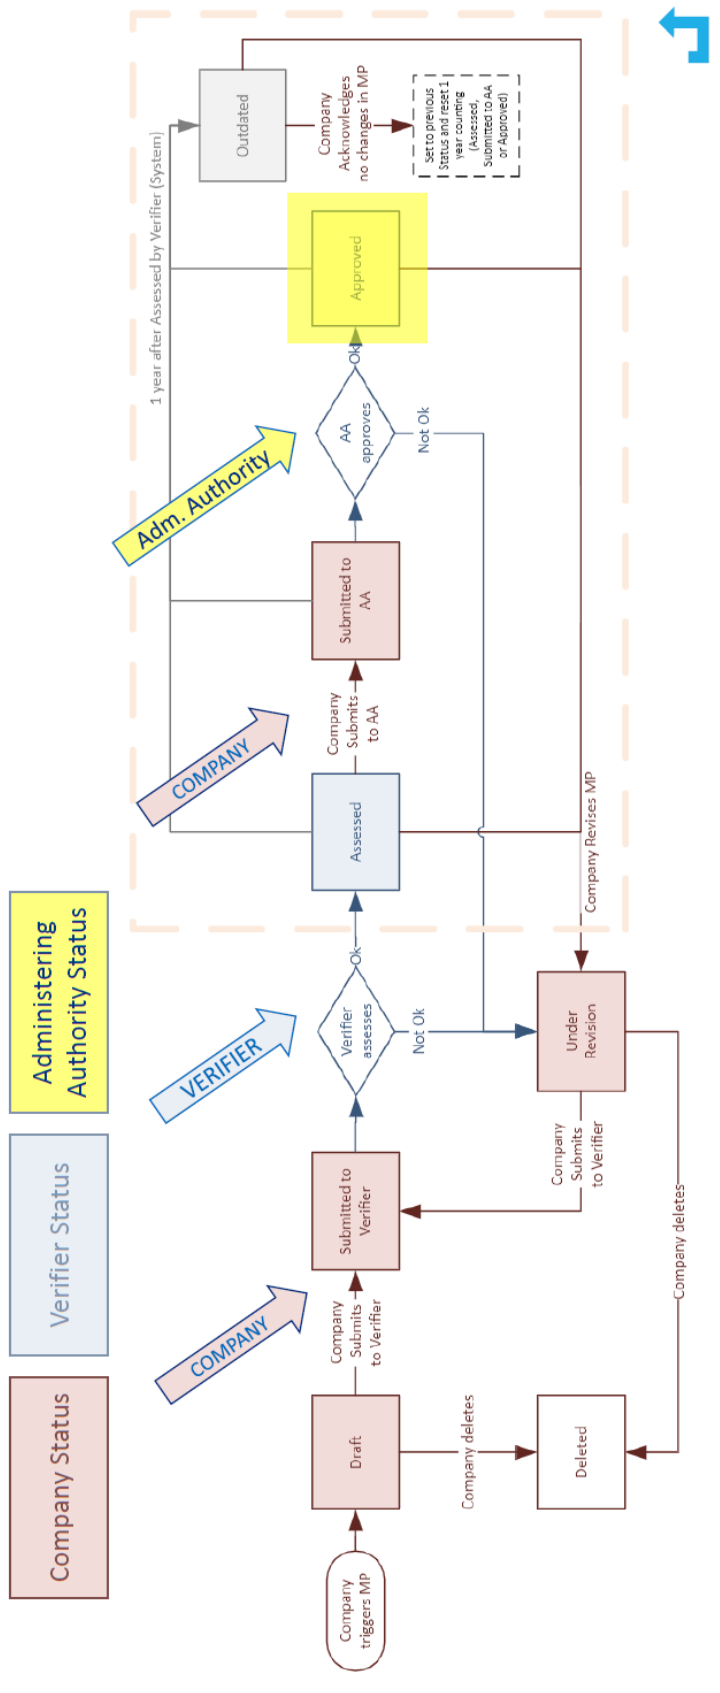 Company Status
Verifier Status
Administering
Authority Status
COMPANY
VERIFIER
COMPANY
Adm. Authority
1 year after Assessed by Verifier (System)
Company
triggers MP
Draft
Company
Submits
to Verifier
Submitted to
Verifier
Verifier
assesses
Ok
Not Ok
Assessed
Company
Submits
to AA
Submitted to
AA
AA
approves
Ok
Not Ok
Approved
Outdated
Company
Acknowledges
no changes in MP
Set to previous
Status and reset 1
year counting
(Assessed,
Submitted to AA
or Approved)
Company deletes
Deleted
Company
Submits
to Verifier
Under
Revision
Company Revises MP
Company deletes